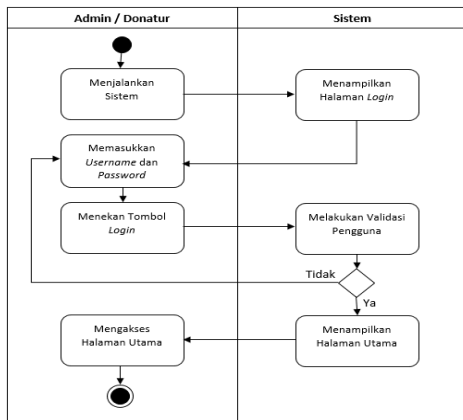 Admin / Donatur
Sistem
Menjalankan
Sistem
Menampilkan
Halaman Login
Memasukkan
Username dan
Password
Menekan Tombol
Login
Melakukan Validasi
Pengguna
Tidak
Ya
Menampilkan
Halaman Utama
Mengakses
Halaman Utama